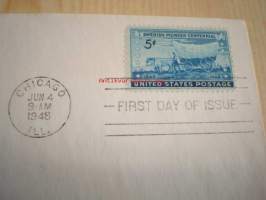 SWEDISH PIONEER CENTENNIAL
5¢
UNITED STATES POSTAGE
CHICAGO
JUN 4
9 AM
1948
ILL.
FIRST DAY OF ISSUE